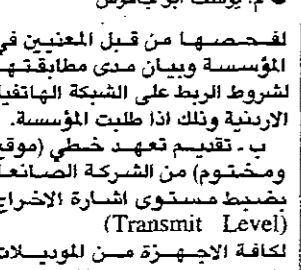 م. يوسف ابو جاموس
لفحصها من قبل المعنيين في
المؤسسة وبيان مدى مطابقتها
لشروط الربط على الشبكة الهاتفية
الاردنية وذلك اذا طلبت المؤسسة.
ب ـ تقديم تعهد خطي (موقع
ومختوم) من الشركة الصانعة
بضبط مستوى اشارة الاخراج
(Transmit Level)
لكافة الاجهزة من الموديلات